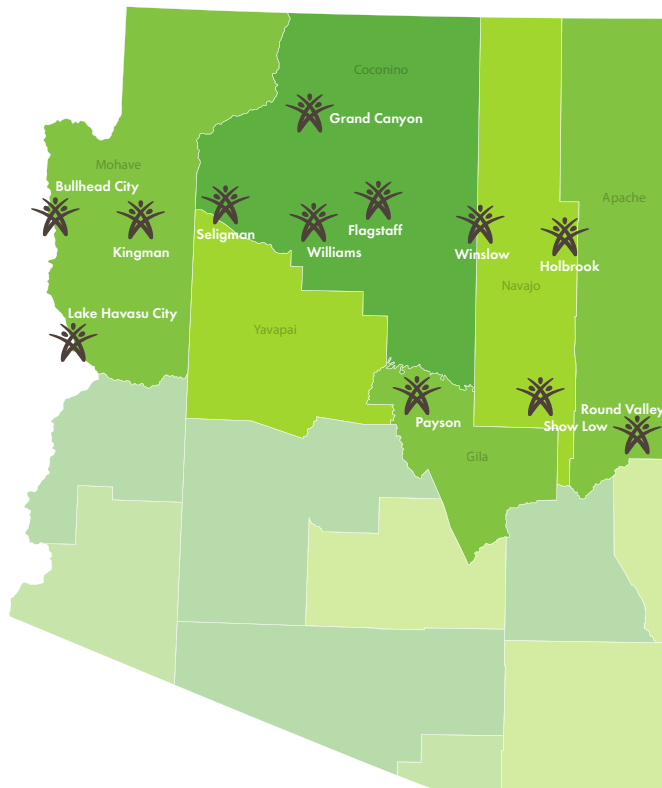 Coconino
Grand Canyon
Mohave
Bullhead City
Apache
Kingman
Seligman
Williams
Flagstaff
Winslow
Holbrook
Navajo
Lake Havasu City
Yavapai
Payson
Round Valley
Show Low
Gila